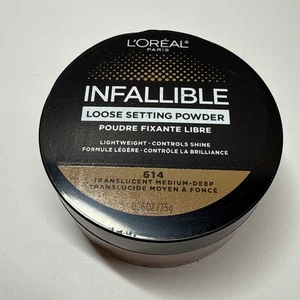 L'ORÉAL
PARIS
INFALLIBLE
LOOSE SETTING POWDER
POUDRE FIXANTE LIBRE
LIGHTWEIGHT · CONTROLS SHINE
FORMULE LÉGÈRE · CONTRÔLE LA BRILLANCE
614
TRANSLUCENT MEDIUM-DEEP
TRANSLUCIDE MOYEN À FONCÉ